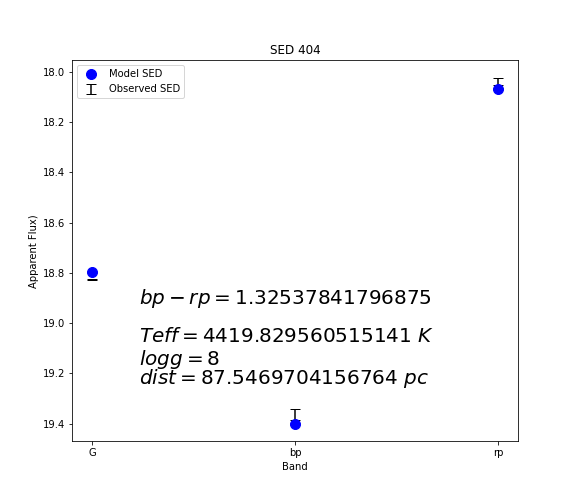 SED 404
Model SED
Observed SED
18.0
18.2
18.4
18.6
18.8
19.0
19.2
19.4
Apparent Flux)
bp − rp = 1.32537841796875
Teff = 4419.829560515141 K
logg = 8
dist = 87.5469704156764 pc
G
bp
rp
Band